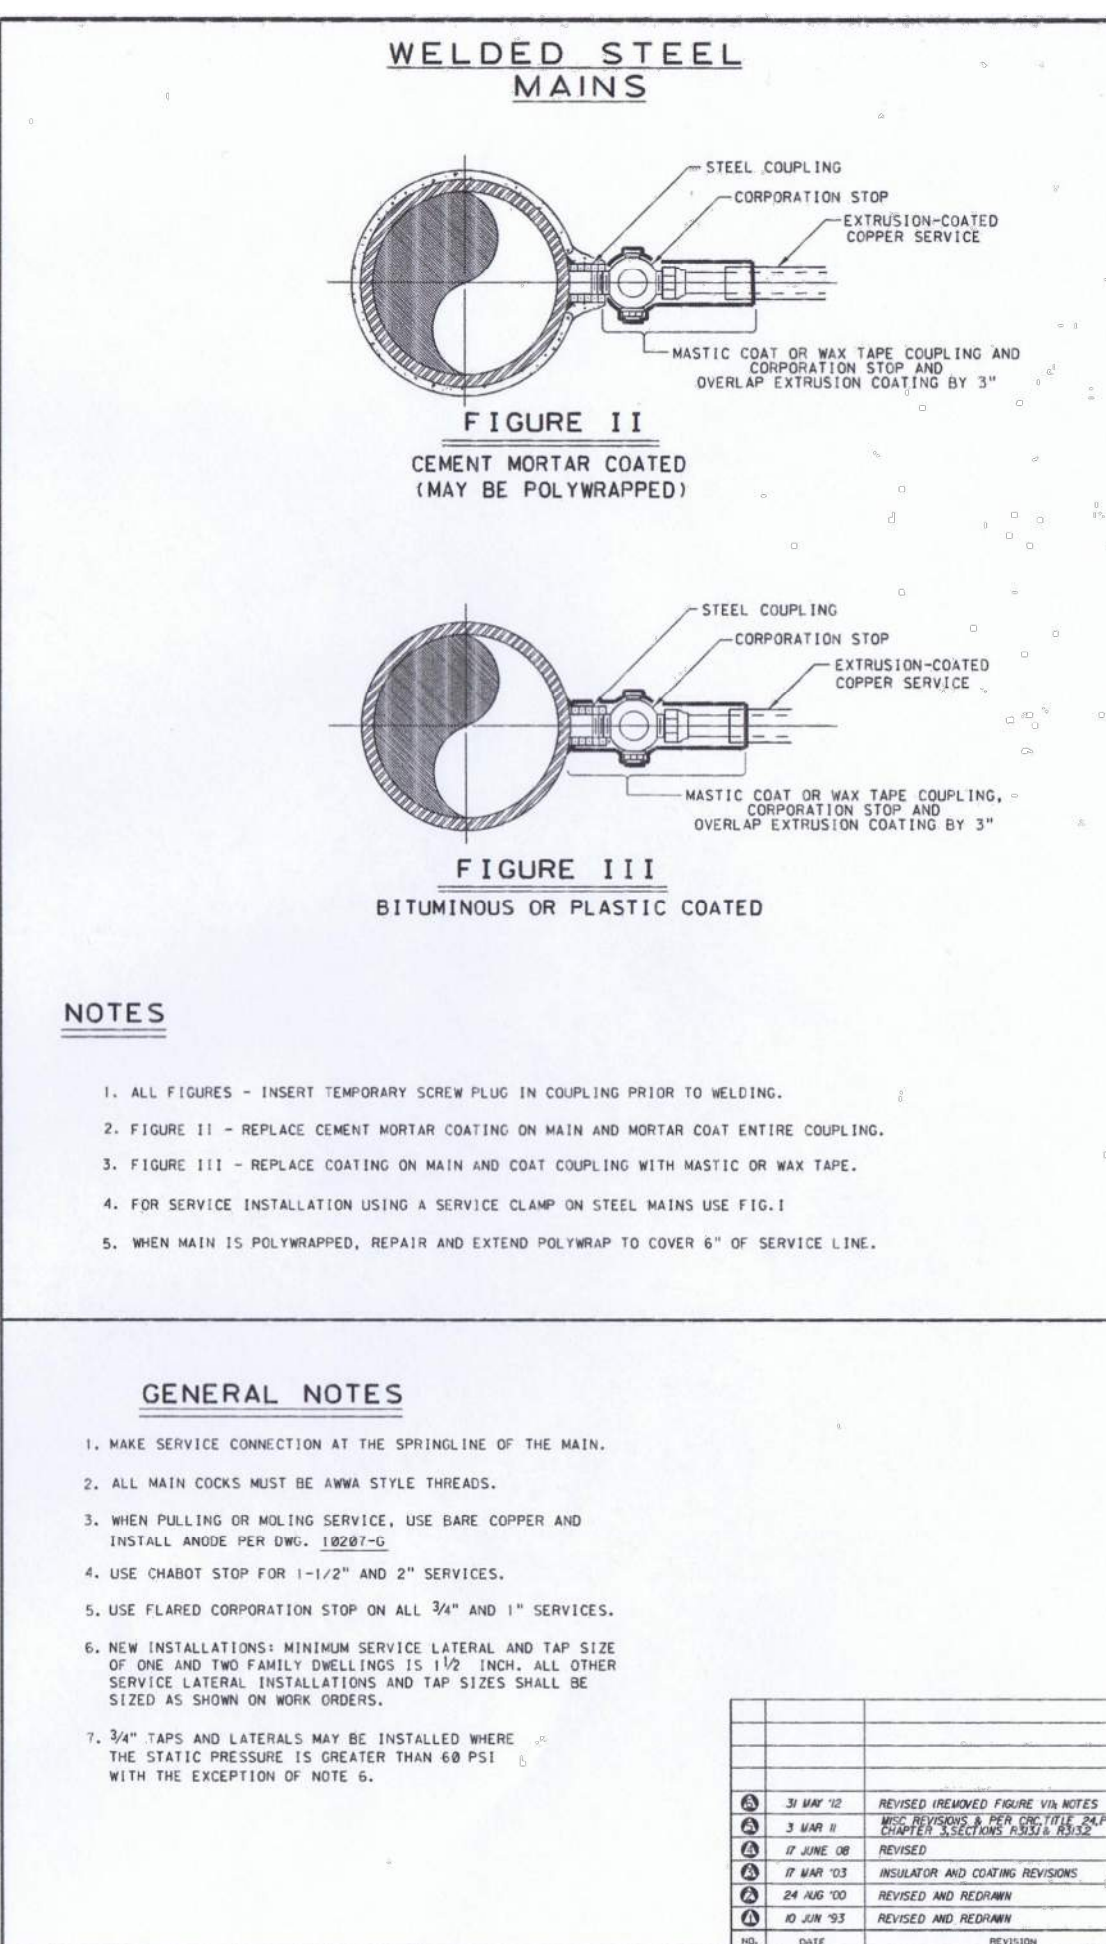 WELDED STEEL
MAINS
STEEL COUPLING
CORPORATION STOP
EXTRUSION-COATED
COPPER SERVICE
MASTIC COAT OR WAX TAPE COUPLING AND
CORPORATION STOP AND
OVERLAP EXTRUSION COATING BY 3"
FIGURE II
CEMENT MORTAR COATED
(MAY BE POLYWRAPPED)
STEEL COUPLING
CORPORATION STOP
EXTRUSION-COATED
COPPER SERVICE
MASTIC COAT OR WAX TAPE COUPLING,
CORPORATION STOP AND
OVERLAP EXTRUSION COATING BY 3"
FIGURE III
BITUMINOUS OR PLASTIC COATED
NOTES
1. ALL FIGURES - INSERT TEMPORARY SCREW PLUG IN COUPLING PRIOR TO WELDING.
2. FIGURE II - REPLACE CEMENT MORTAR COATING ON MAIN AND MORTAR COAT ENTIRE COUPLING.
3. FIGURE III - REPLACE COATING ON MAIN AND COAT COUPLING WITH MASTIC OR WAX TAPE.
4. FOR SERVICE INSTALLATION USING A SERVICE CLAMP ON STEEL MAINS USE FIG.I
5. WHEN MAIN IS POLYWRAPPED, REPAIR AND EXTEND POLYWRAP TO COVER 6" OF SERVICE LINE.
GENERAL NOTES
1. MAKE SERVICE CONNECTION AT THE SPRINGLINE OF THE MAIN.
2. ALL MAIN COCKS MUST BE AWWA STYLE THREADS.
3. WHEN PULLING OR MOLING SERVICE, USE BARE COPPER AND
INSTALL ANODE PER DWG. 10207-G
4. USE CHABOT STOP FOR 1-1/2" AND 2" SERVICES.
5. USE FLARED CORPORATION STOP ON ALL 3/4" AND 1" SERVICES.
6. NEW INSTALLATIONS: MINIMUM SERVICE LATERAL AND TAP SIZE
OF ONE AND TWO FAMILY DWELLINGS IS 1 1/2 INCH. ALL OTHER
SERVICE LATERAL INSTALLATIONS AND TAP SIZES SHALL BE
SIZED AS SHOWN ON WORK ORDERS.
7. 3/4" TAPS AND LATERALS MAY BE INSTALLED WHERE
THE STATIC PRESSURE IS GREATER THAN 60 PSI
WITH THE EXCEPTION OF NOTE 6.
31 MAY '12 REVISED (REMOVED FIGURE VI), NOTES
3 MAR 11 MISC REVISIONS & PER CRC, TITLE 24, P
CHAPTER 3, SECTIONS R313.1 & R313.2
17 JUNE 08 REVISED
17 MAR '03 INSULATOR AND COATING REVISIONS
2 24 AUG '00 REVISED AND REDRAWN
1 10 JUN '93 REVISED AND REDRAWN
NO. DATE REVISION